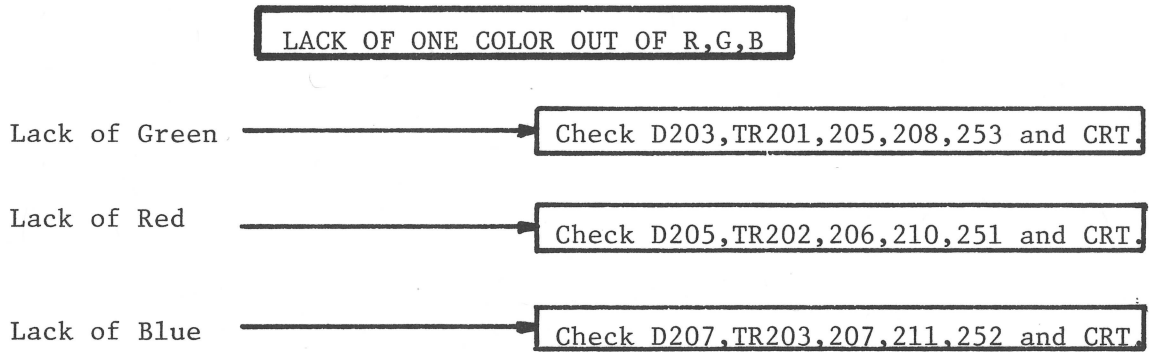 LACK OF ONE COLOR OUT OF R,G,B
Lack of Green
Check D203,TR201,205,208,253 and CRT.
Lack of Red
Check D205,TR202,206,210,251 and CRT.
Lack of Blue
Check D207,TR203,207,211,252 and CRT.